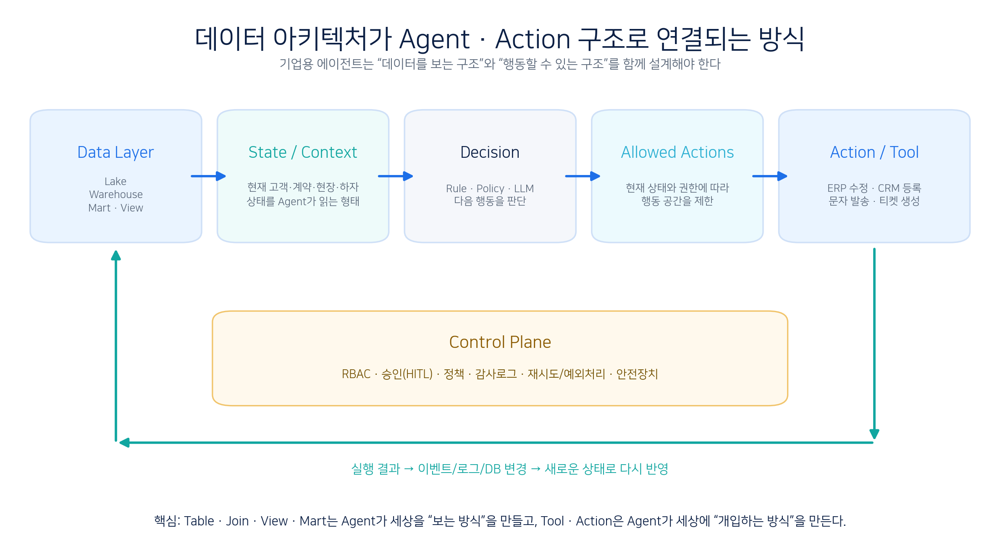 데이터 아키텍처가 Agent · Action 구조로 연결되는 방식
기업용 에이전트는 “데이터를 보는 구조”와 “행동할 수 있는 구조”를 함께 설계해야 한다
Data Layer
Lake
Warehouse
Mart · View
State / Context
현재 고객·계약·현장·하자
상태를 Agent가 읽는 형태
Decision
Rule · Policy · LLM
다음 행동을 판단
Allowed Actions
현재 상태와 권한에 따라
행동 공간을 제한
Action / Tool
ERP 수정 · CRM 등록
문자 발송 · 티켓 생성
Control Plane
RBAC · 승인(HITL) · 정책 · 감사로그 · 재시도/예외처리 · 안전장치
실행 결과 → 이벤트/로그/DB 변경 → 새로운 상태로 다시 반영
핵심: Table · Join · View · Mart는 Agent가 세상을 “보는 방식”을 만들고, Tool · Action은 Agent가 세상에 “개입하는 방식”을 만든다.